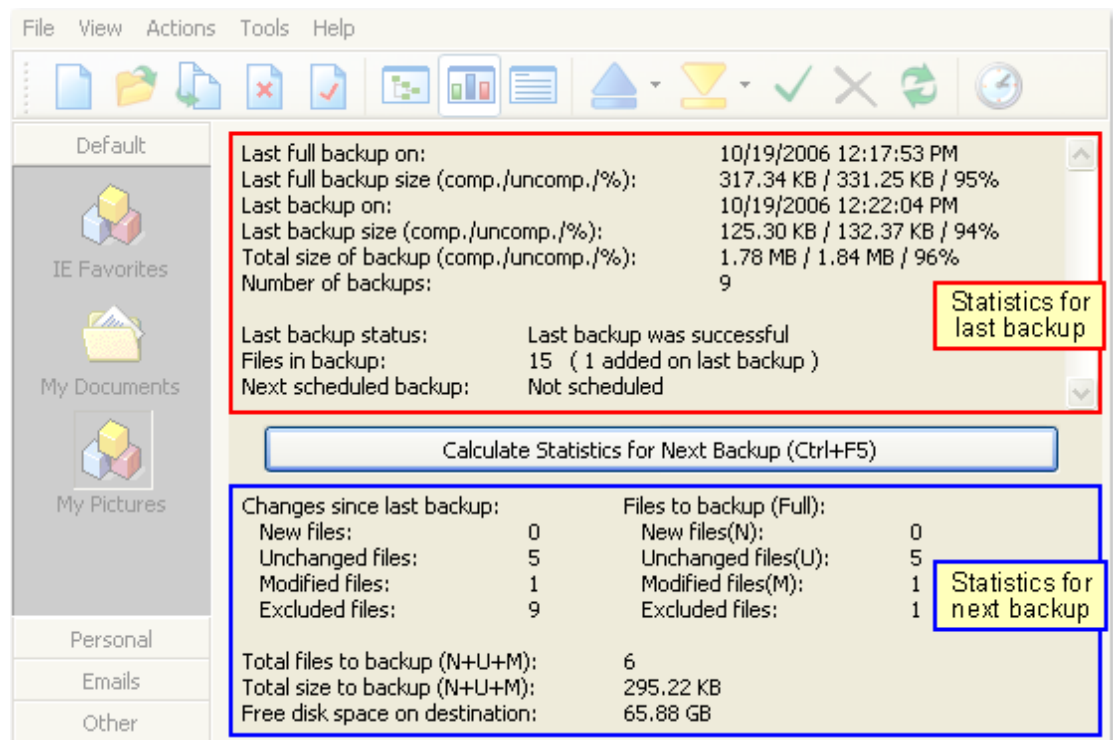 File View Actions Tools Help
Default
IE Favorites
My Documents
My Pictures
Personal
Emails
Other
Last full backup on: 10/19/2006 12:17:53 PM
Last full backup size (comp./uncomp./%): 317.34 KB / 331.25 KB / 95%
Last backup on: 10/19/2006 12:22:04 PM
Last backup size (comp./uncomp./%): 125.30 KB / 132.37 KB / 94%
Total size of backup (comp./uncomp./%): 1.78 MB / 1.84 MB / 96%
Number of backups: 9
Last backup status: Last backup was successful
Files in backup: 15 ( 1 added on last backup )
Next scheduled backup: Not scheduled
Statistics for
last backup
Calculate Statistics for Next Backup (Ctrl+F5)
Changes since last backup: Files to backup (Full):
New files: 0 New files(N): 0
Unchanged files: 5 Unchanged files(U): 5
Modified files: 1 Modified files(M): 1
Excluded files: 9 Excluded files: 1
Total files to backup (N+U+M): 6
Total size to backup (N+U+M): 295.22 KB
Free disk space on destination: 65.88 GB
Statistics for
next backup